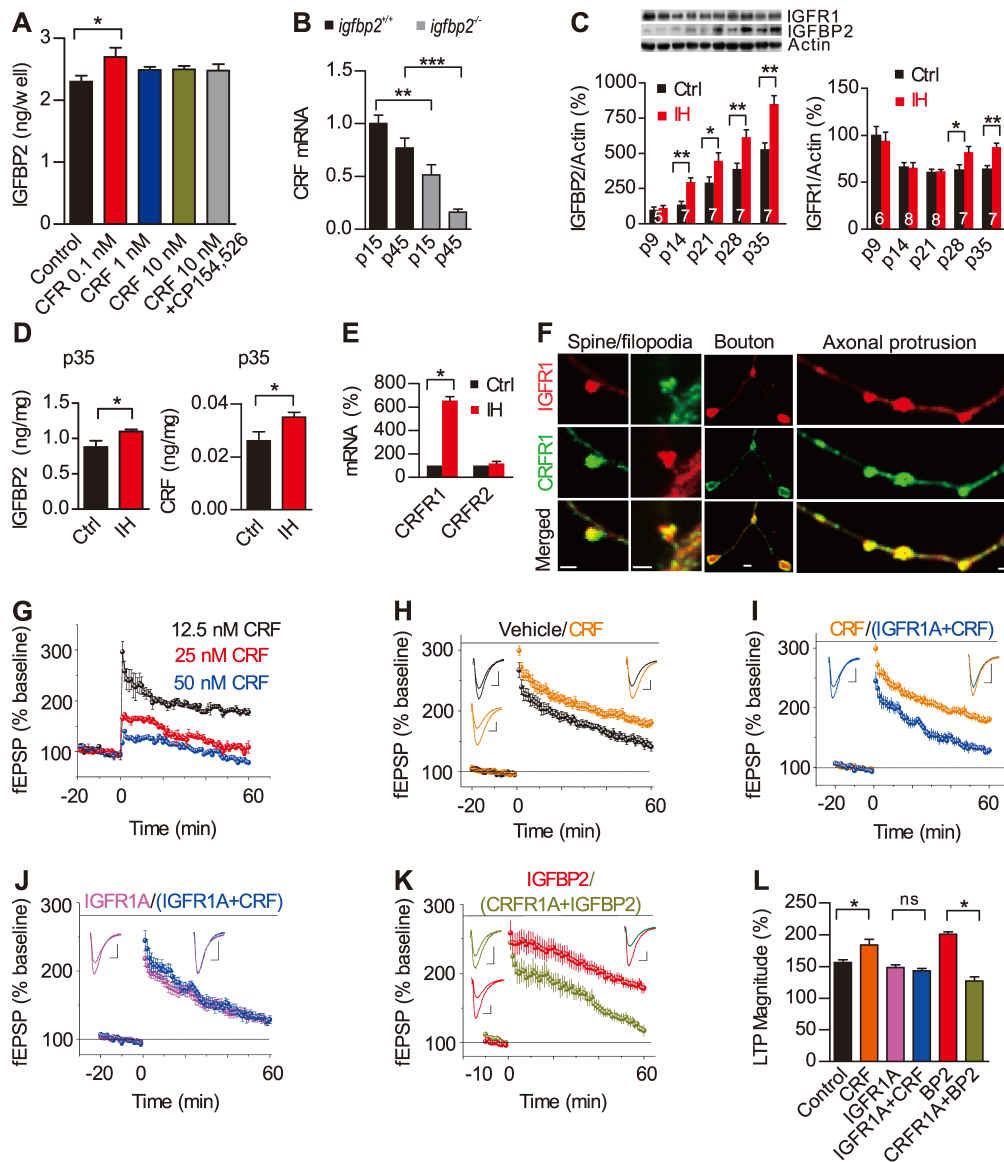 A
*
IGFBP2 (ng/well)
3
2
1
0
Control
CFR 0.1 nM
CRF 1 nM
CRF 10 nM
CRF 10 nM
+CP154,526
B
igfbp2+/+
igfbp2-/-
***
**
CRF mRNA
1.5
1.0
0.5
0.0
p15
p45
p15
p45
C
IGFR1
IGFBP2
Actin
IGFBP2/Actin (%)
Ctrl
IH
**
*
**
**
1000
750
500
250
0
5
7
7
7
7
p9
p14
p21
p28
p35
IGFR1/Actin (%)
Ctrl
IH
*
**
150
100
50
0
6
8
8
7
7
p9
p14
p21
p28
p35
D
p35
*
IGFBP2 (ng/mg)
1.5
1.0
0.5
0.0
Ctrl
IH
p35
*
CRF (ng/mg)
0.04
0.02
0.00
Ctrl
IH
E
*
Ctrl
IH
mRNA (%)
800
600
400
200
0
CRFR1
CRFR2
F
Spine/filopodia
Bouton
Axonal protrusion
IGFR1
CRFR1
Merged
G
12.5 nM CRF
25 nM CRF
50 nM CRF
fEPSP (% baseline)
300
200
100
-20
0
60
Time (min)
H
Vehicle/CRF
fEPSP (% baseline)
300
200
100
-20
0
60
Time (min)
I
CRF/(IGFR1A+CRF)
fEPSP (% baseline)
300
200
100
-20
0
60
Time (min)
J
IGFR1A/(IGFR1A+CRF)
fEPSP (% baseline)
300
200
100
-20
0
60
Time (min)
K
IGFBP2/
(CRFR1A+IGFBP2)
fEPSP (% baseline)
300
200
100
-10
0
60
Time (min)
L
*
ns
*
LTP Magnitude (%)
250
200
150
100
50
0
Control
CRF
IGFR1A
IGFR1A+CRF
BP2
CRFR1A+BP2